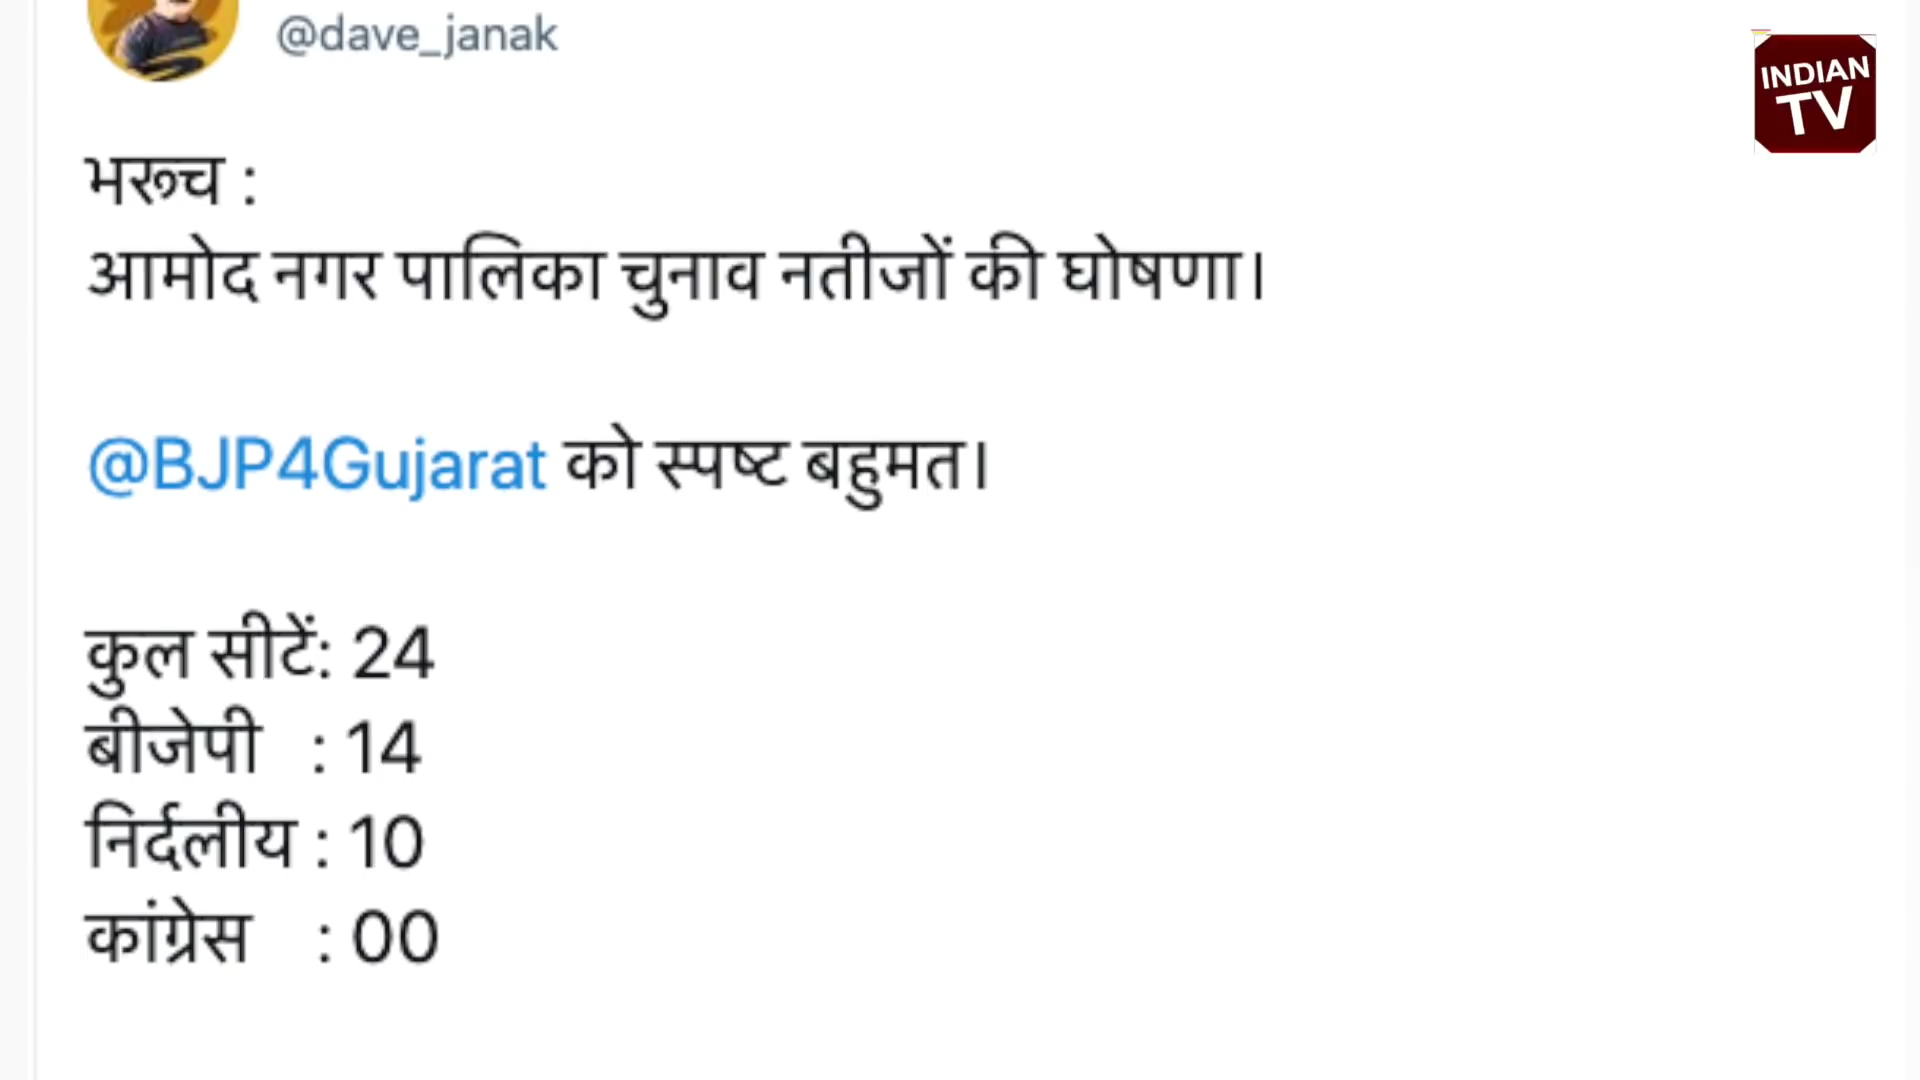 @dave_janak
INDIAN
TV
भरूच :
आमोद नगर पालिका चुनाव नतीजों की घोषणा।
@BJP4Gujarat को स्पष्ट बहुमत।
कुल सीटें: 24
बीजेपी : 14
निर्दलीय : 10
कांग्रेस : 00